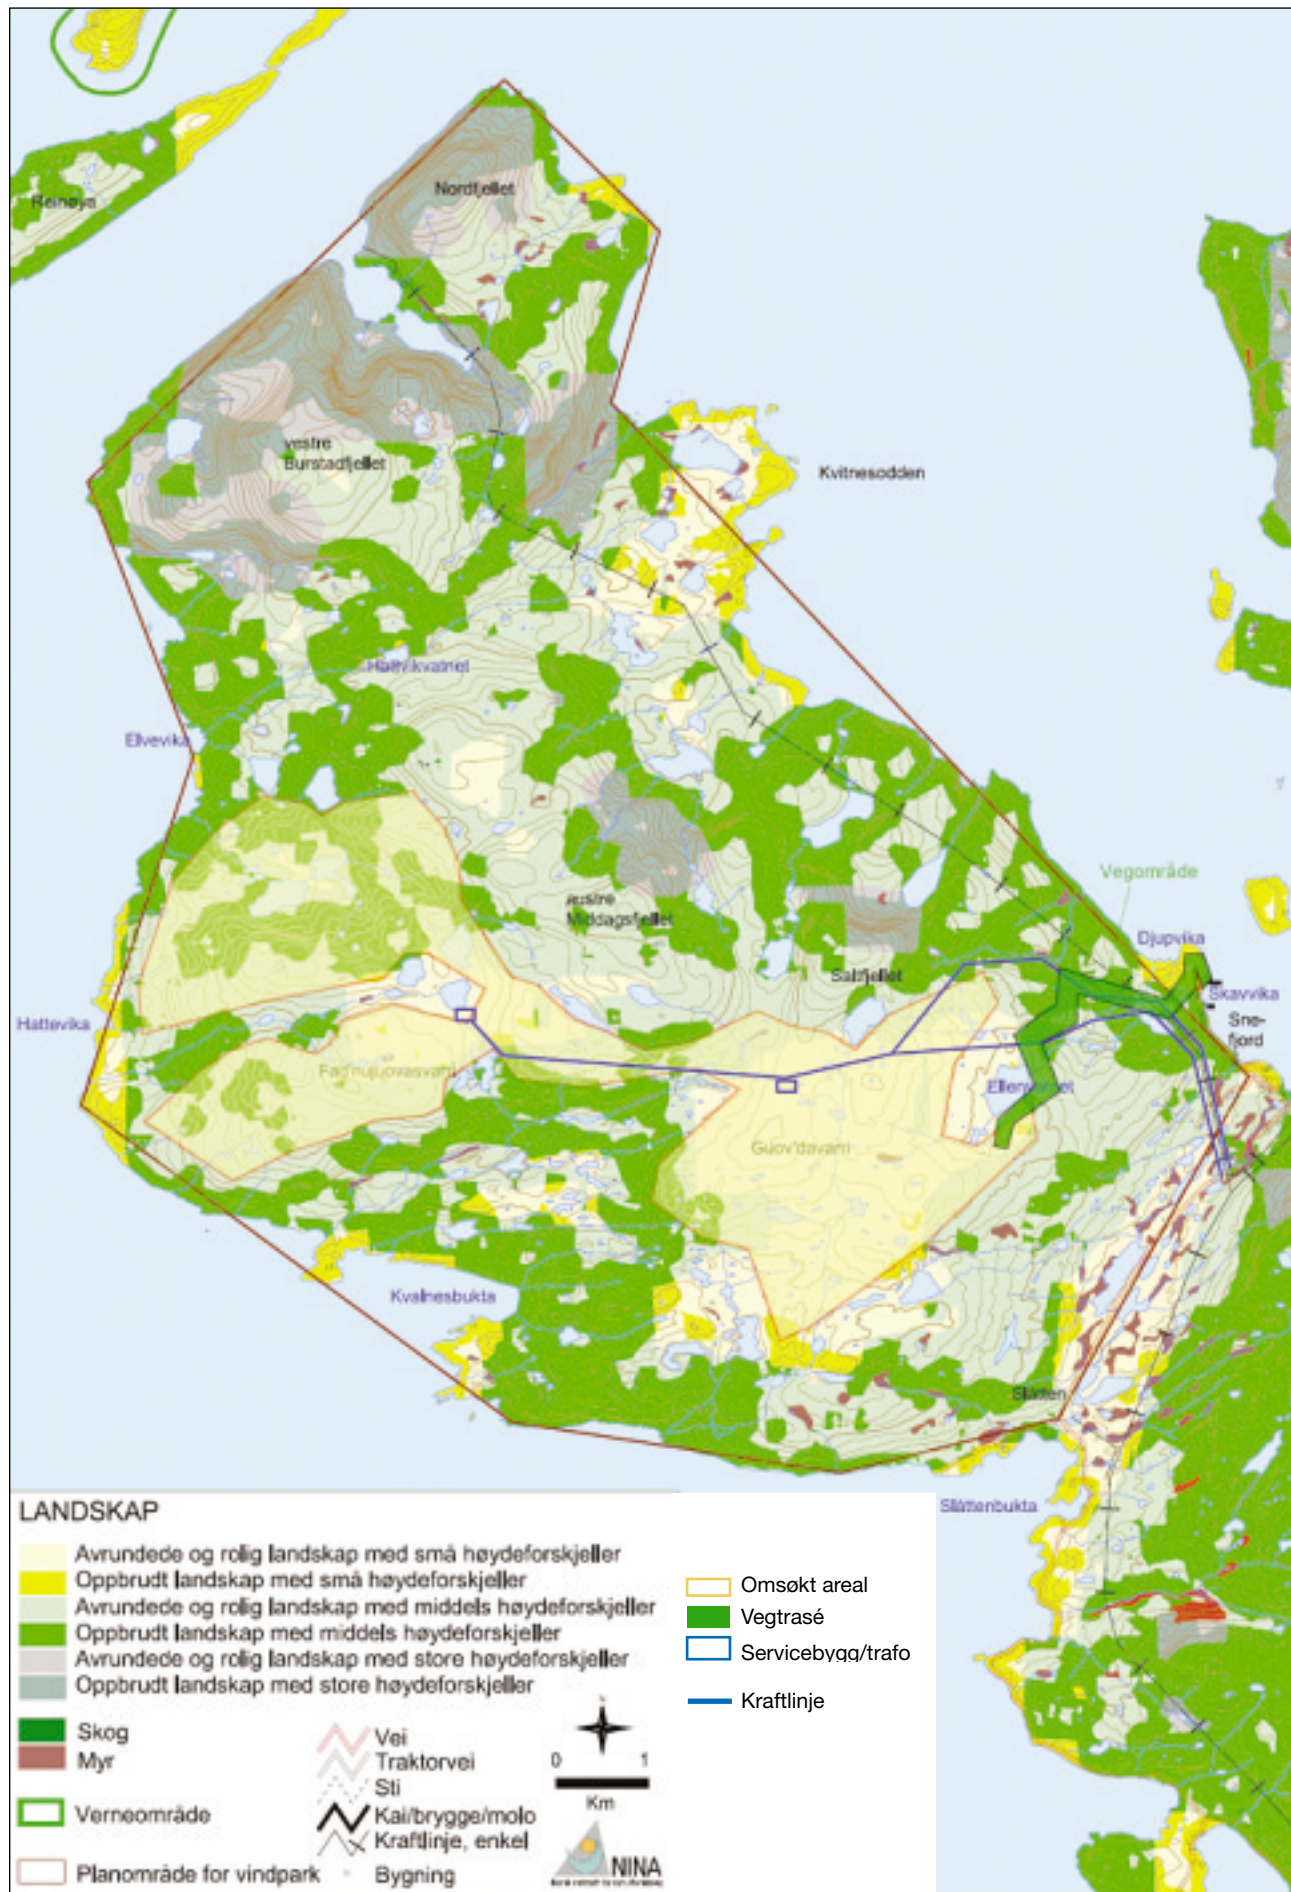 Reinøya
Nordfjellet
vestre
Burstadfjellet
Kvitnesodden
Hattvikvatnet
Elvevika
austre
Middagsfjellet
Vegområde
Djupvika
Saltfjellet
Skavvika
Hattevika
Sne-
fjord
Ellenvatnet
Guov'davarri
Kvalnesbukta
Slåtten
Slåttenbukta
LANDSKAP
Avrundede og rolig landskap med små høydeforskjeller
Oppbrudt landskap med små høydeforskjeller
Avrundede og rolig landskap med middels høydeforskjeller
Oppbrudt landskap med middels høydeforskjeller
Avrundede og rolig landskap med store høydeforskjeller
Oppbrudt landskap med store høydeforskjeller
Skog
Myr
Verneområde
Planområde for vindpark
Vei
Traktorvei
Sti
Kai/brygge/molo
Kraftlinje, enkel
Bygning
0 1
Km
NINA
Omsøkt areal
Vegtrasé
Servicebygg/trafo
Kraftlinje